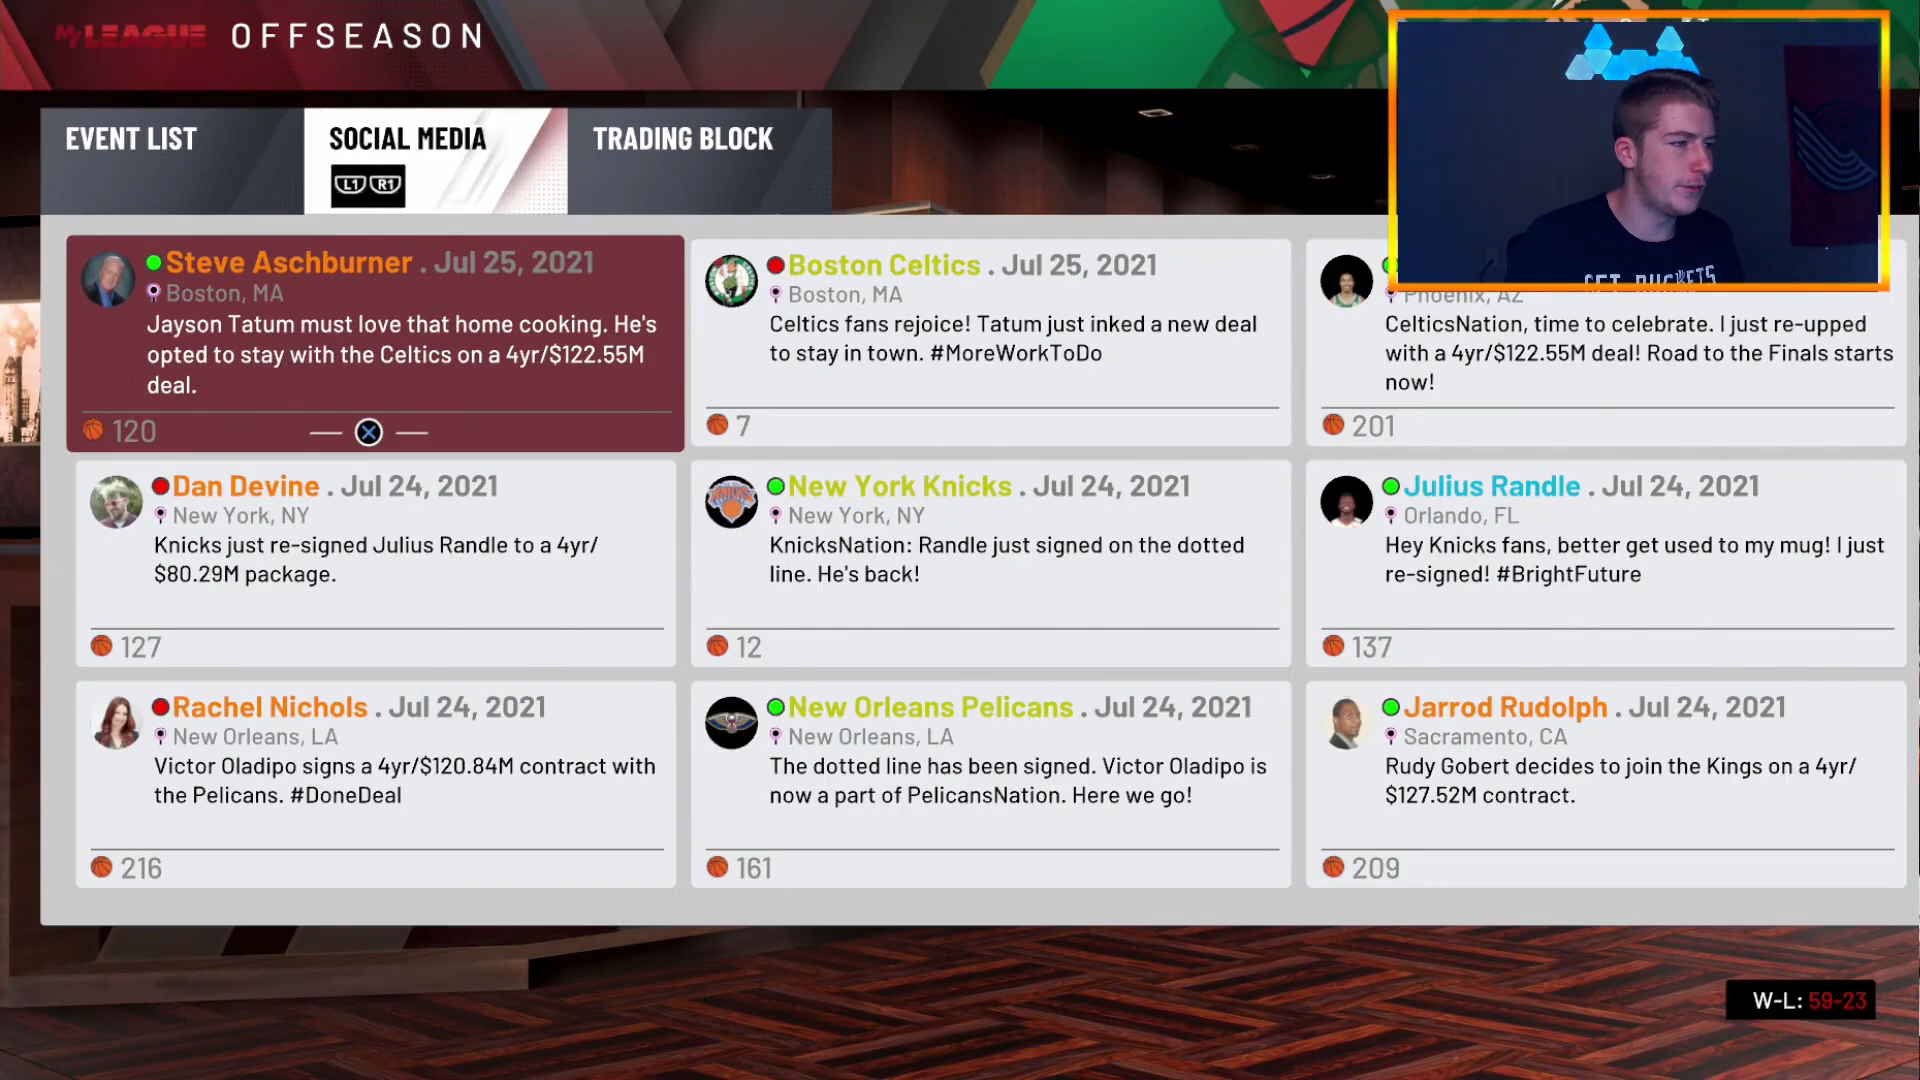 MyLEAGUE OFFSEASON
EVENT LIST
SOCIAL MEDIA
L1 R1
TRADING BLOCK
Steve Aschburner . Jul 25, 2021
Boston, MA
Jayson Tatum must love that home cooking. He's
opted to stay with the Celtics on a 4yr/$122.55M
deal.
120
Boston Celtics . Jul 25, 2021
Boston, MA
Celtics fans rejoice! Tatum just inked a new deal
to stay in town. #MoreWorkToDo
7
Phoenix, AZ
CelticsNation, time to celebrate. I just re-upped
with a 4yr/$122.55M deal! Road to the Finals starts
now!
201
Dan Devine . Jul 24, 2021
New York, NY
Knicks just re-signed Julius Randle to a 4yr/
$80.29M package.
127
New York Knicks . Jul 24, 2021
New York, NY
KnicksNation: Randle just signed on the dotted
line. He's back!
12
Julius Randle . Jul 24, 2021
Orlando, FL
Hey Knicks fans, better get used to my mug! I just
re-signed! #BrightFuture
137
Rachel Nichols . Jul 24, 2021
New Orleans, LA
Victor Oladipo signs a 4yr/$120.84M contract with
the Pelicans. #DoneDeal
216
New Orleans Pelicans . Jul 24, 2021
New Orleans, LA
The dotted line has been signed. Victor Oladipo is
now a part of PelicansNation. Here we go!
161
Jarrod Rudolph . Jul 24, 2021
Sacramento, CA
Rudy Gobert decides to join the Kings on a 4yr/
$127.52M contract.
209
GET BUCKETS
W-L: 59-23